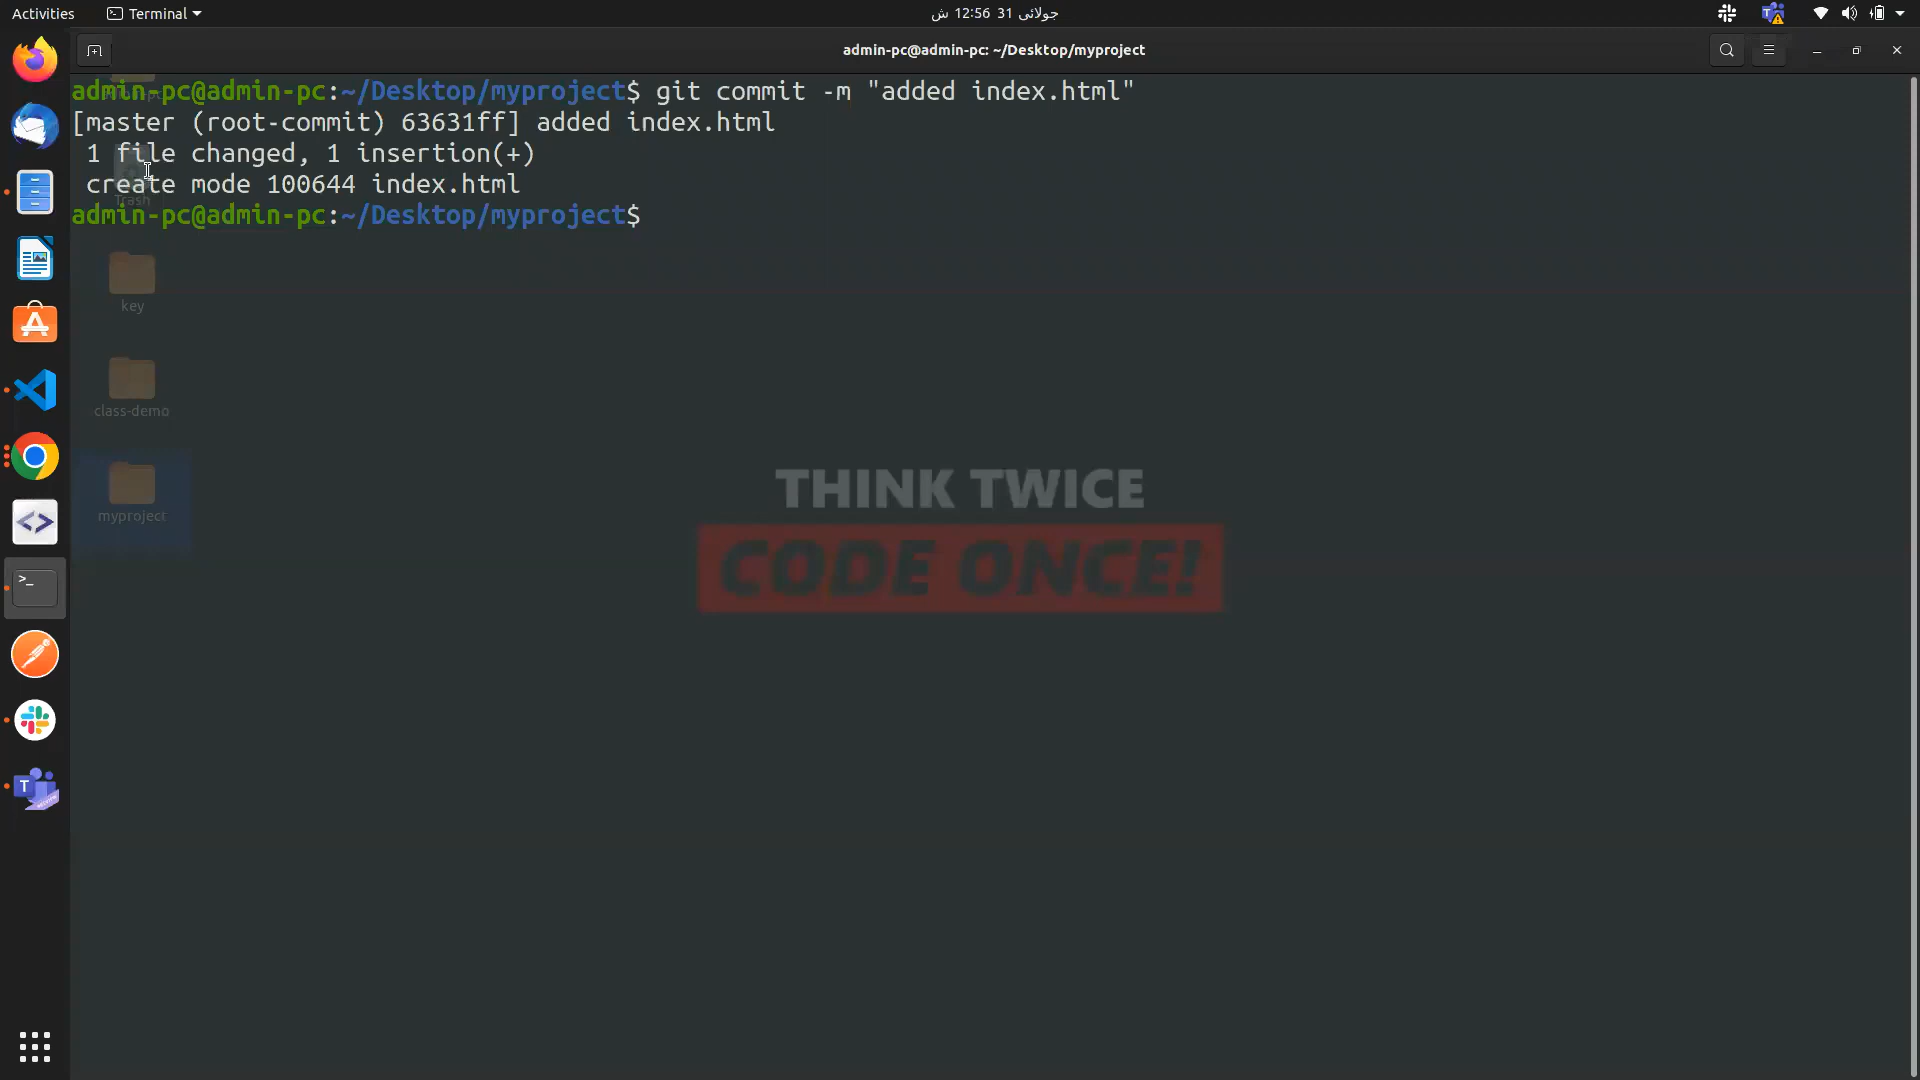 Activities
Terminal
جولائی 31 12:56 ش
admin-pc@admin-pc: ~/Desktop/myproject
admin-pc@admin-pc:~/Desktop/myproject$ git commit -m "added index.html"
[master (root-commit) 63631ff] added index.html
1 file changed, 1 insertion(+)
create mode 100644 index.html
Trash
admin-pc@admin-pc:~/Desktop/myproject$
key
class-demo
myproject
THINK TWICE
CODE ONCE!